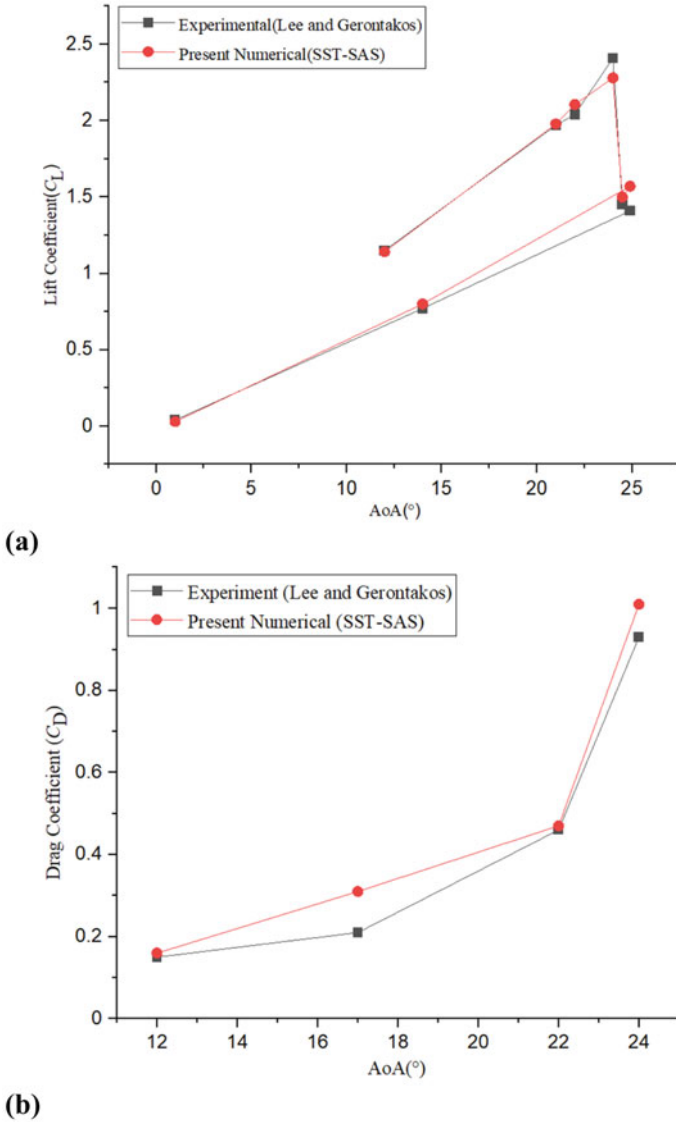 Experimental(Lee and Gerontakos)
Present Numerical(SST-SAS)
2.5
2
1.5
1
0.5
0
Lift Coefficient(CL)
0 5 10 15 20 25
AoA(°)
(a)
Experiment (Lee and Gerontakos)
Present Numerical (SST-SAS)
1
0.8
0.6
0.4
0.2
0
Drag Coefficient (CD)
12 14 16 18 20 22 24
AoA(°)
(b)